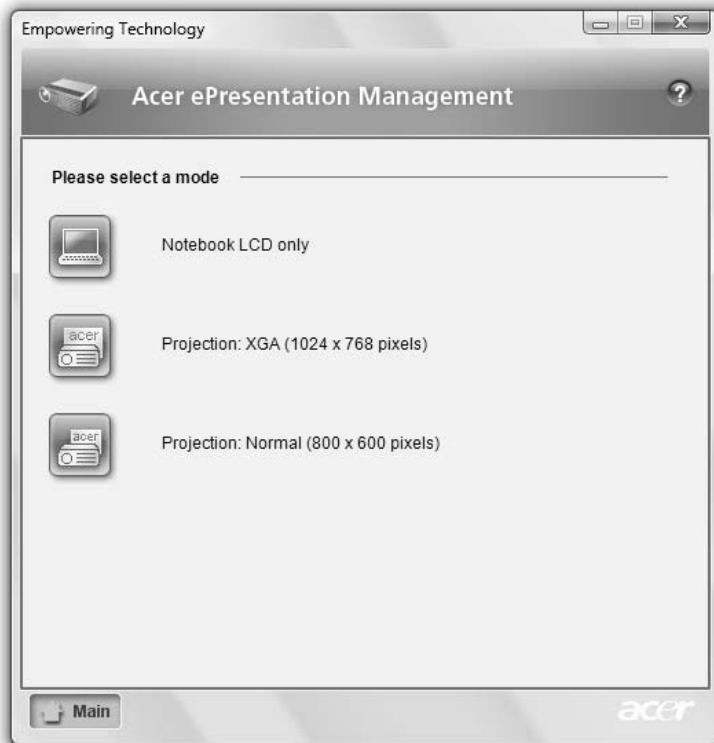 Empowering Technology
Acer ePresentation Management
?
Please select a mode
Notebook LCD only
acer
Projection: XGA (1024 x 768 pixels)
acer
Projection: Normal (800 x 600 pixels)
Main
acer